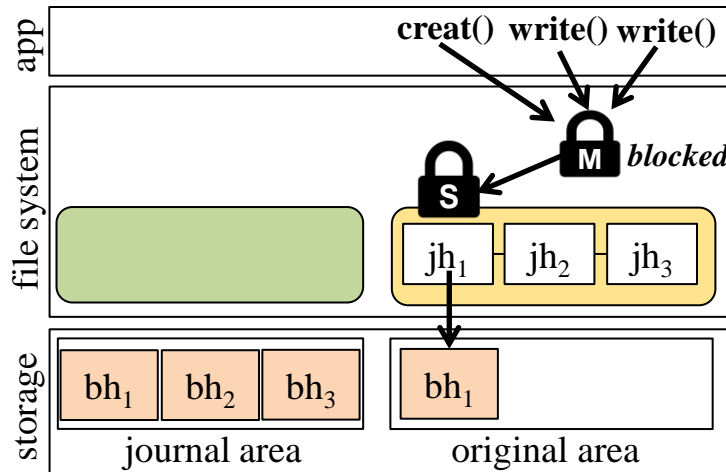 app
creat() write() write()
file system
M blocked
S
jh₁ jh₂ jh₃
storage
bh₁ bh₂ bh₃ bh₁
journal area original area